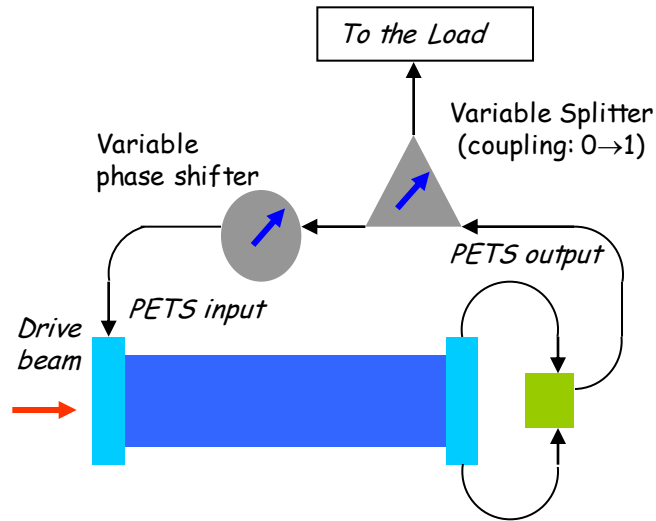 To the Load
Variable Splitter
(coupling: 0→1)
Variable
phase shifter
PETS output
PETS input
Drive
beam